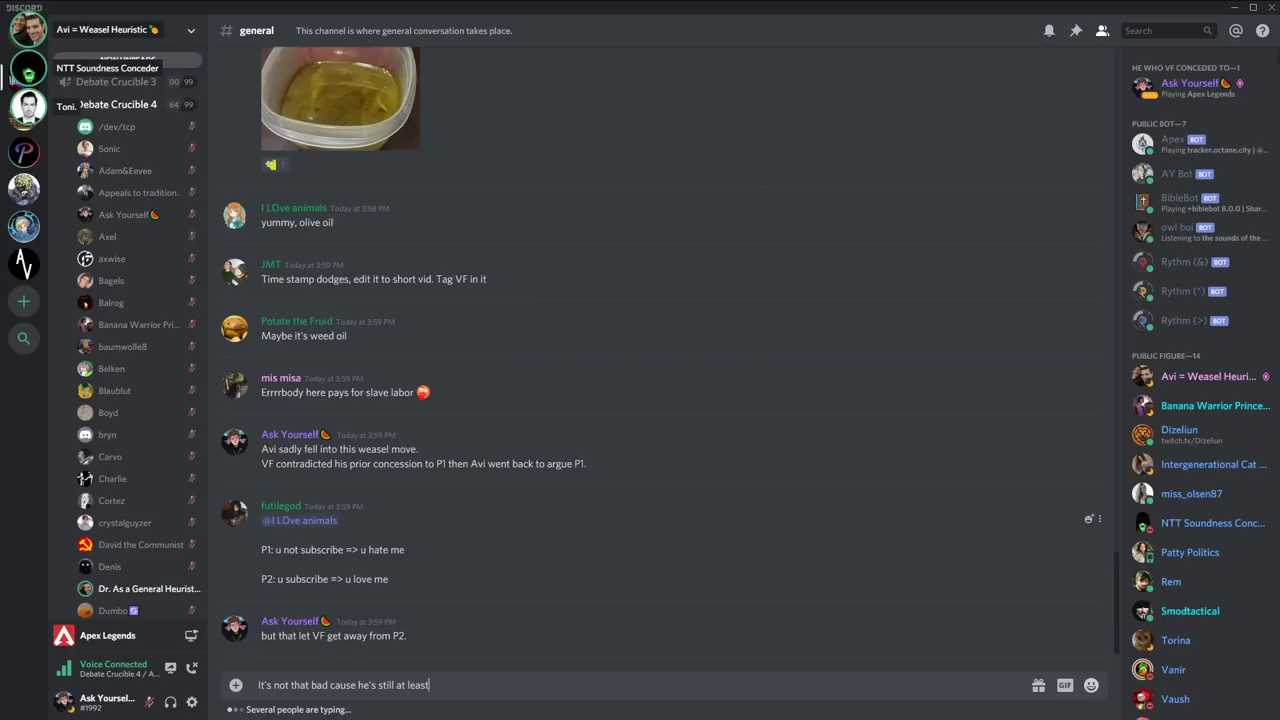 DISCORD
Avi = Weasel Heuristic
general
This channel is where general conversation takes place.
Search
NEW UNREADS
NTT Soundness Conceder
Debate Crucible 3
00 99
Toni.
Debate Crucible 4
64 99
/dev/tcp
5onic
Adam&Eevee
Appeals to tradition.
Ask Yourself
Axel
axwise
Bagels
Balrog
Banana Warrior Pri...
baumwolle8
Belken
Blaublut
Boyd
bryn
Carvo
Charlie
Cortez
crystalguyzer
David the Communist
Denis
Dr. As a General Heurist...
Dumbo
Apex Legends
Voice Connected
Debate Crucible 4 / A...
Ask Yoursel...
#1992
1
I LOve animals Today at 3:58 PM
yummy, olive oil
JMT Today at 3:59 PM
Time stamp dodges, edit it to short vid. Tag VF in it
Potate the Fruid Today at 3:59 PM
Maybe it's weed oil
mis misa Today at 3:59 PM
Errrrbody here pays for slave labor
Ask Yourself Today at 3:59 PM
Avi sadly fell into this weasel move.
VF contradicted his prior concession to P1 then Avi went back to argue P1.
futilegod Today at 3:59 PM
@I LOve animals
P1: u not subscribe => u hate me
P2: u subscribe => u love me
Ask Yourself Today at 3:59 PM
but that let VF get away from P2.
It's not that bad cause he's still at least
GIF
Several people are typing...
HE WHO VF CONCEDED TO—1
Ask Yourself
Playing Apex Legends
PUBLIC BOT—7
Apex BOT
Playing tracker.octane.city | @...
AY Bot BOT
BibleBot BOT
Playing +biblebot 8.0.0 | Shar...
owl boi BOT
Listening to the sounds of the ...
Rythm (&) BOT
Rythm (*) BOT
Rythm (>) BOT
PUBLIC FIGURE—14
Avi = Weasel Heuri...
Banana Warrior Prince...
Dizeliun
twitch.tv/Dizeliun
Intergenerational Cat ...
miss_olsen87
NTT Soundness Conc...
Patty Politics
Rem
Smodtactical
Torina
Vanir
Vaush